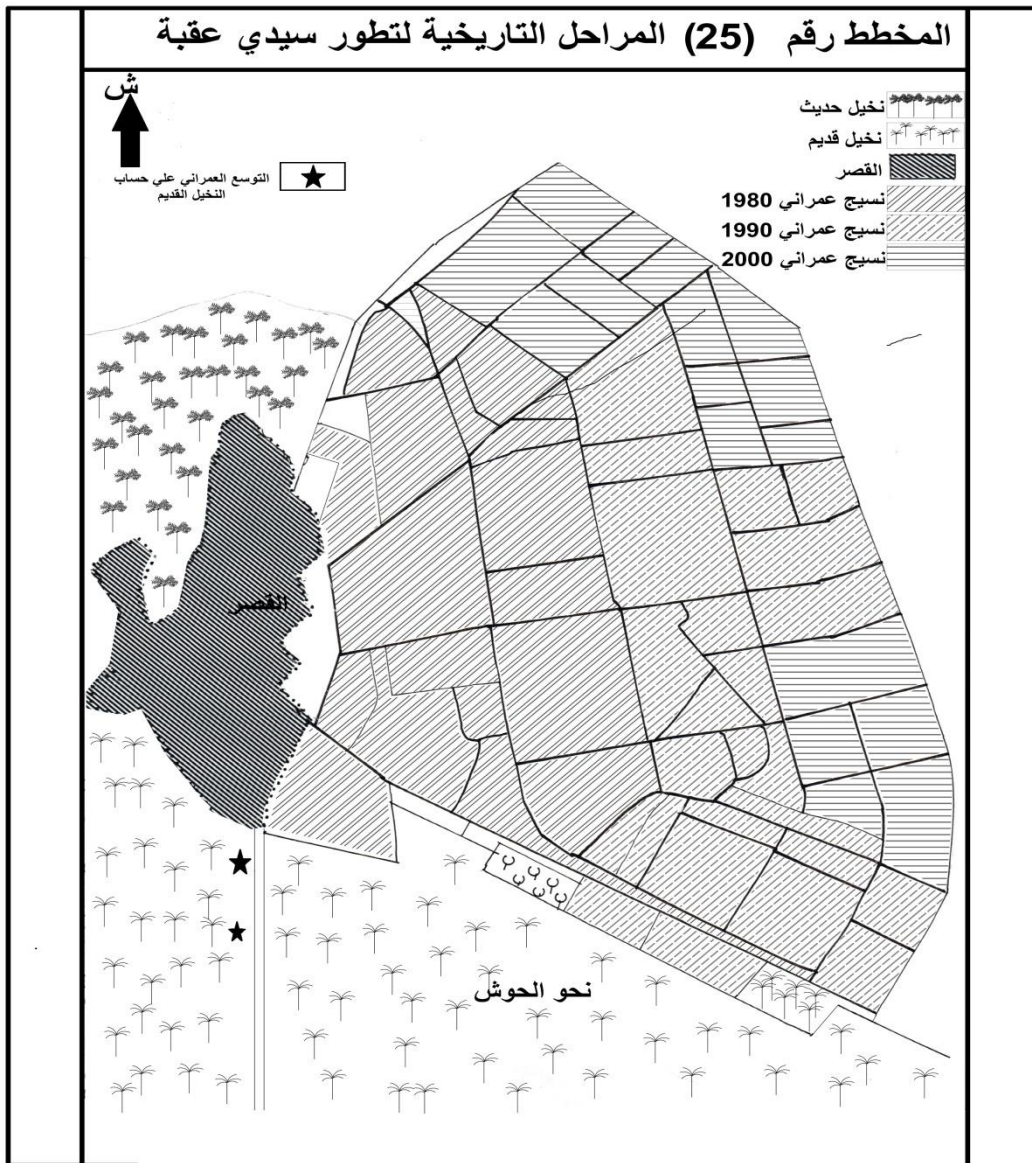 المخطط رقم (25) المراحل التاريخية لتطور سيدي عقبة
ش
التوسع العمراني علي حساب
النخيل القديم
نخيل حديث
نخيل قديم
القصر
نسيج عمراني 1980
نسيج عمراني 1990
نسيج عمراني 2000
القصر
نحو الحوش